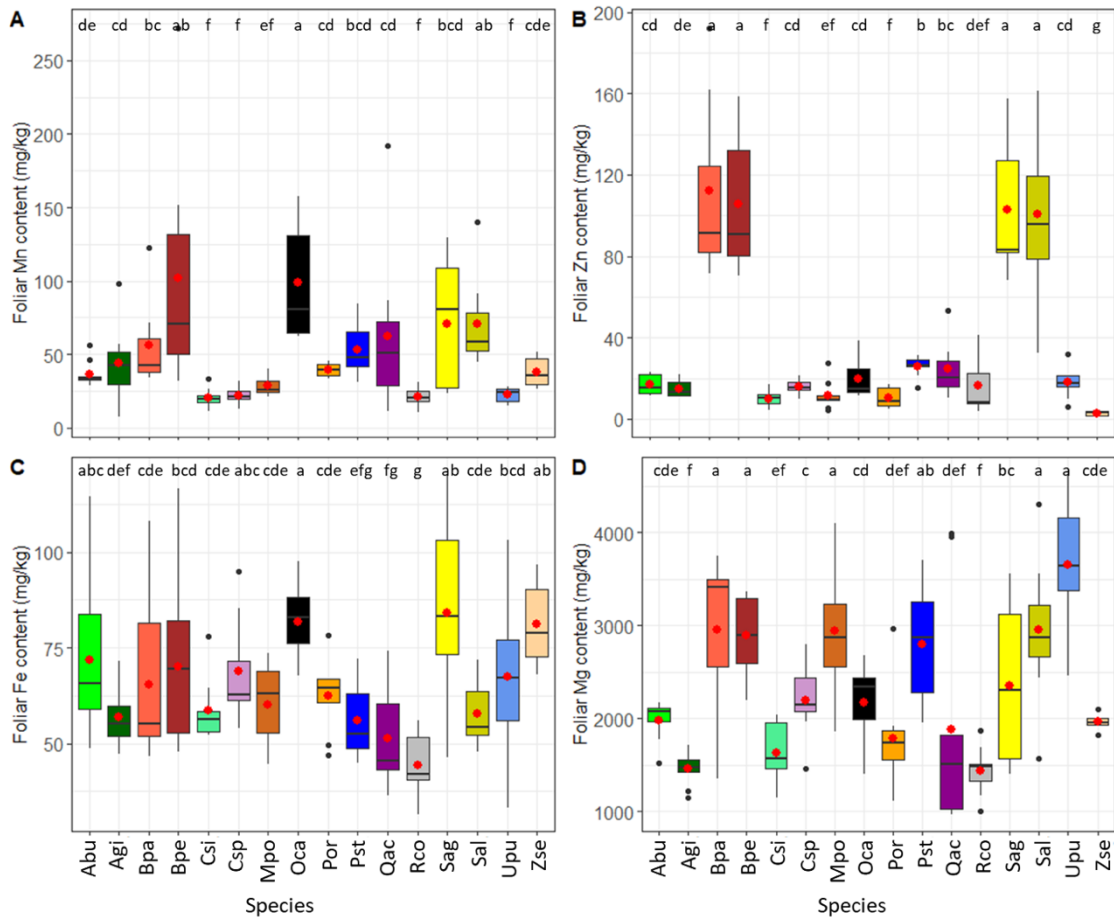 A
de cd bc ab f f ef a cd bcd cd f bcd ab f cde
Foliar Mn content (mg/kg)
250
200
150
100
50
0
B
cd de a a f cd ef cd f b bc def a a cd g
Foliar Zn content (mg/kg)
200
160
120
80
40
0
C
abc def cde bcd cde abc cde a cde efg fg g ab cde bcd ab
Foliar Fe content (mg/kg)
100
75
50
Abu Agi Bpa Bpe Csi Csp Mpo Oca Por Pst Qac Rco Sag Sal Upu Zse
Species
D
cde f a a ef c a cd def ab def f bc a a cde
Foliar Mg content (mg/kg)
4000
3000
2000
1000
Abu Agi Bpa Bpe Csi Csp Mpo Oca Por Pst Qac Rco Sag Sal Upu Zse
Species